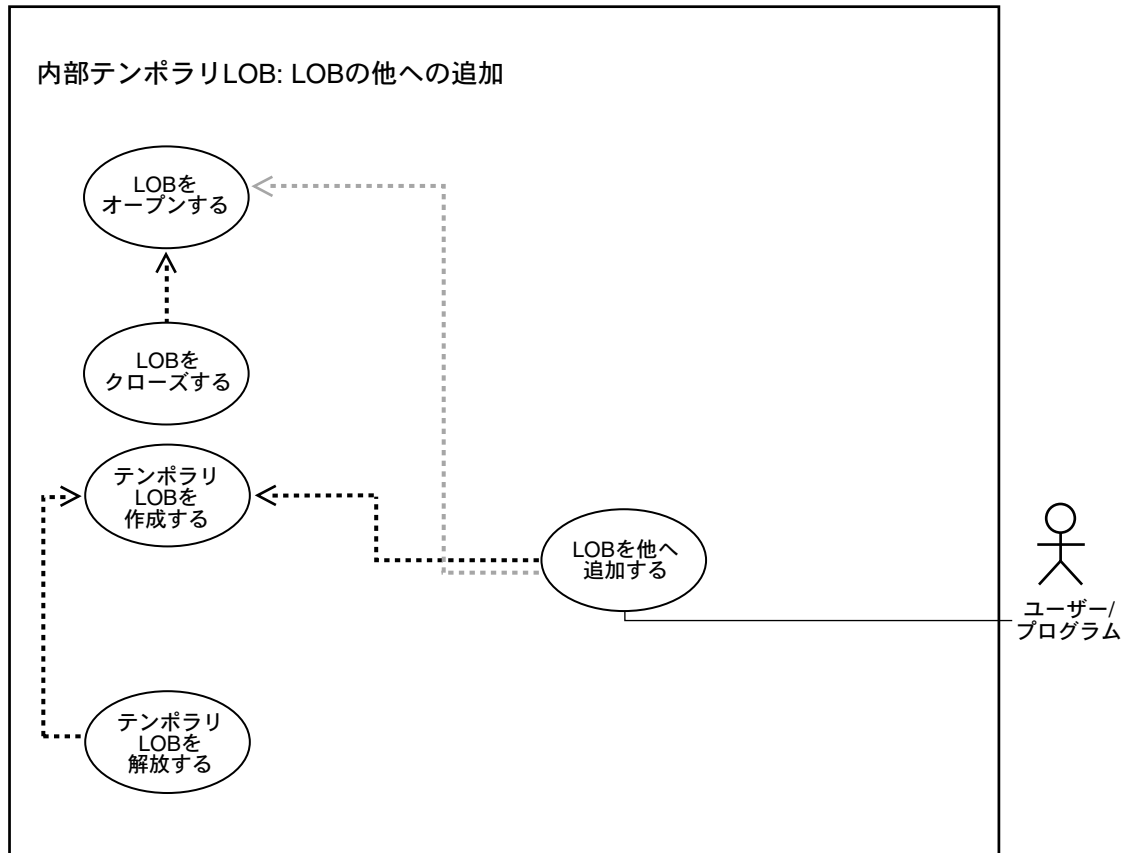 内部テンポラリLOB: LOBの他への追加
LOBを
オープンする
LOBを
クローズする
テンポラリ
LOBを
作成する
LOBを他へ
追加する
ユーザー/
プログラム
テンポラリ
LOBを
解放する